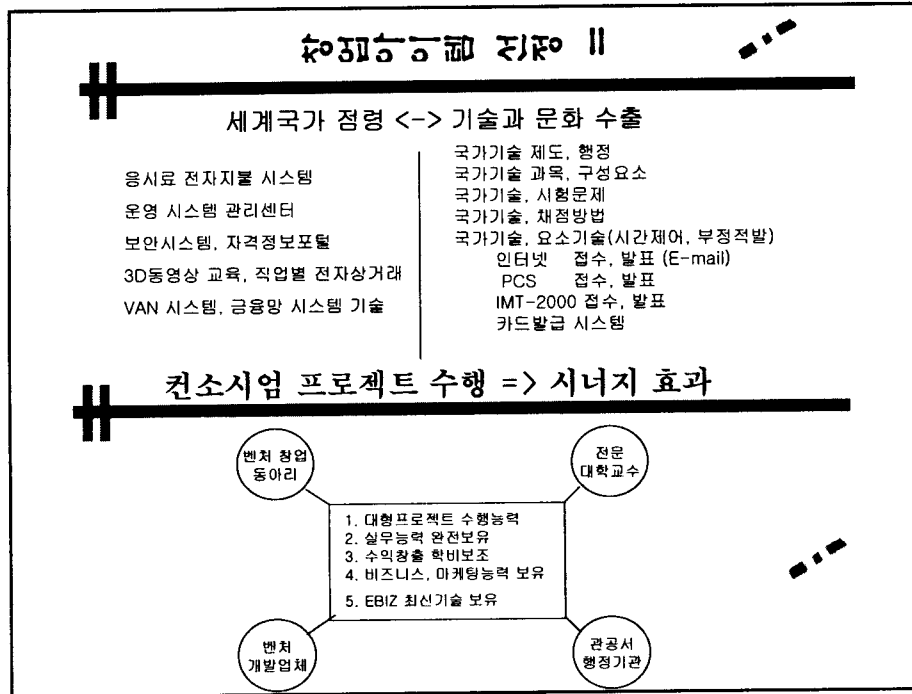 창업아이템 선정 II
세계국가 점령 <-> 기술과 문화 수출
응시료 전자지불 시스템
운영 시스템 관리센터
보안시스템, 자격정보포털
3D동영상 교육, 직업별 전자상거래
VAN 시스템, 금융망 시스템 기술
국가기술 제도, 행정
국가기술 과목, 구성요소
국가기술, 시험문제
국가기술, 채점방법
국가기술, 요소기술(시간제어, 부정적발)
인터넷 접수, 발표 (E-mail)
PCS 접수, 발표
IMT-2000 접수, 발표
카드발급 시스템
컨소시엄 프로젝트 수행 => 시너지 효과
벤처 창업
동아리
전문
대학교수
1. 대형프로젝트 수행능력
2. 실무능력 완전보유
3. 수익창출 학비보조
4. 비즈니스, 마케팅능력 보유
5. EBIZ 최신기술 보유
벤처
개발업체
관공서
행정기관